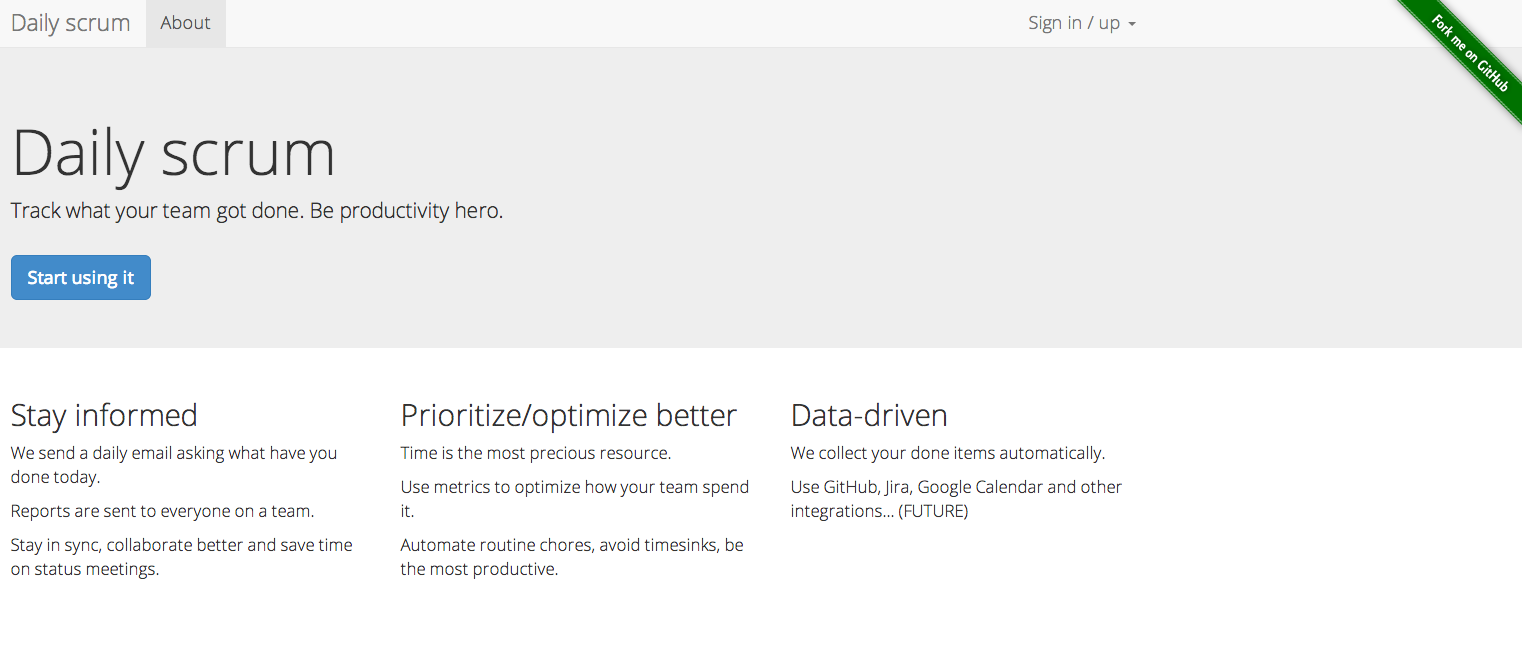 Daily scrum
About
Sign in / up
Fork me on GitHub
Daily scrum
Track what your team got done. Be productivity hero.
Start using it
Stay informed
We send a daily email asking what have you
done today.
Reports are sent to everyone on a team.
Stay in sync, collaborate better and save time
on status meetings.
Prioritize/optimize better
Time is the most precious resource.
Use metrics to optimize how your team spend
it.
Automate routine chores, avoid timesinks, be
the most productive.
Data-driven
We collect your done items automatically.
Use GitHub, Jira, Google Calendar and other
integrations... (FUTURE)